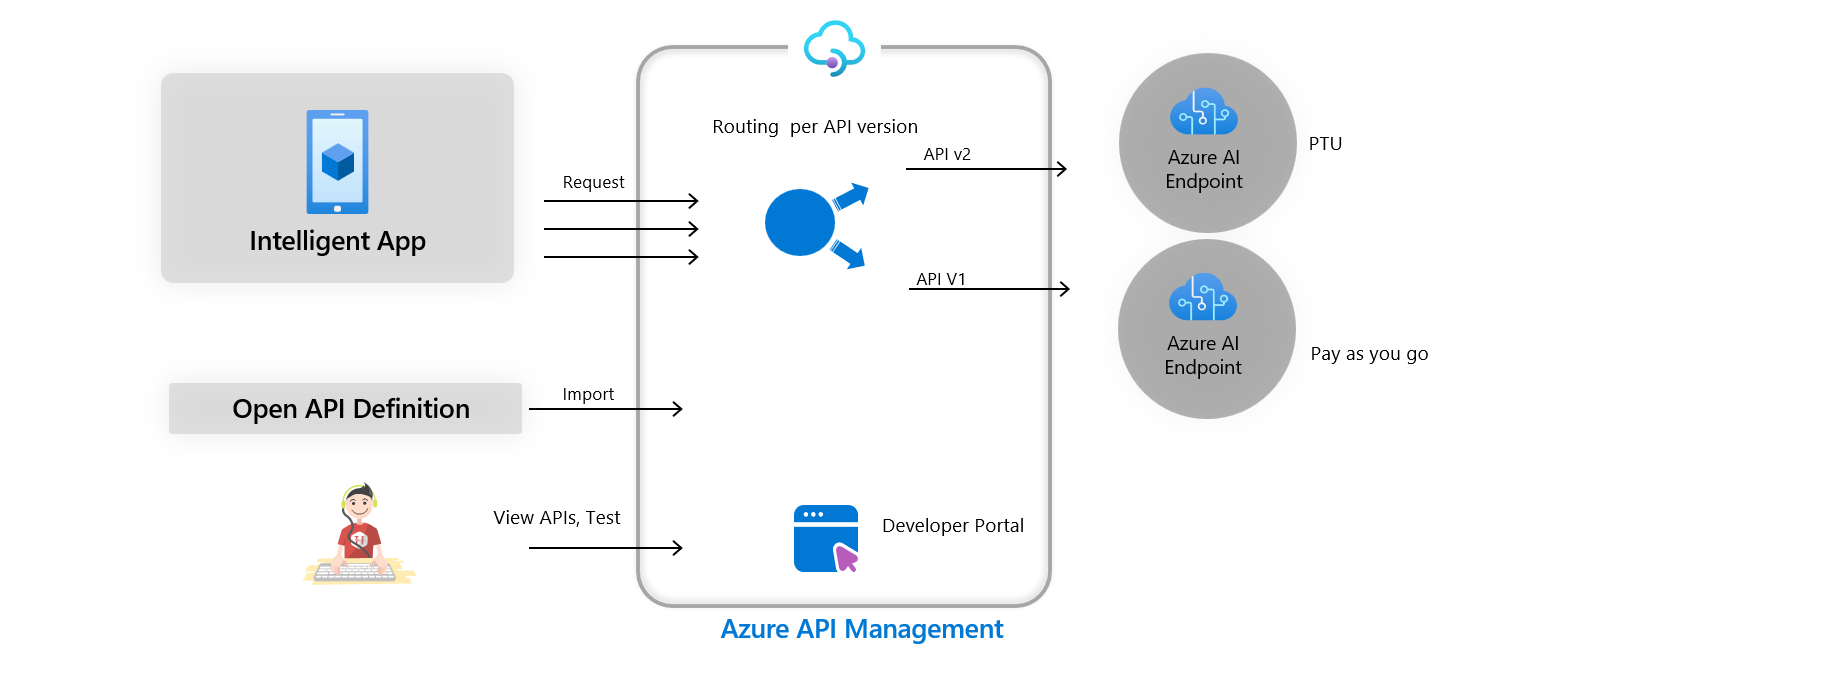 Routing per API version
API v2
Request
Intelligent App
API V1
Azure AI
Endpoint
PTU
Azure AI
Endpoint
Pay as you go
Import
Open API Definition
View APIs, Test
Developer Portal
Azure API Management